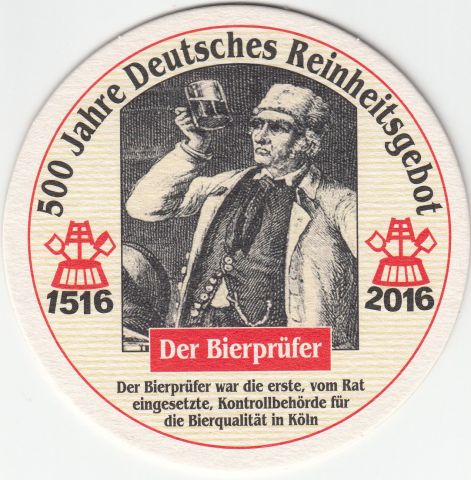 500 Jahre Deutsches Reinheitsgebot
1516
2016
Der Bierprüfer
Der Bierprüfer war die erste, vom Rat
eingesetzte, Kontrollbehörde für
die Bierqualität in Köln